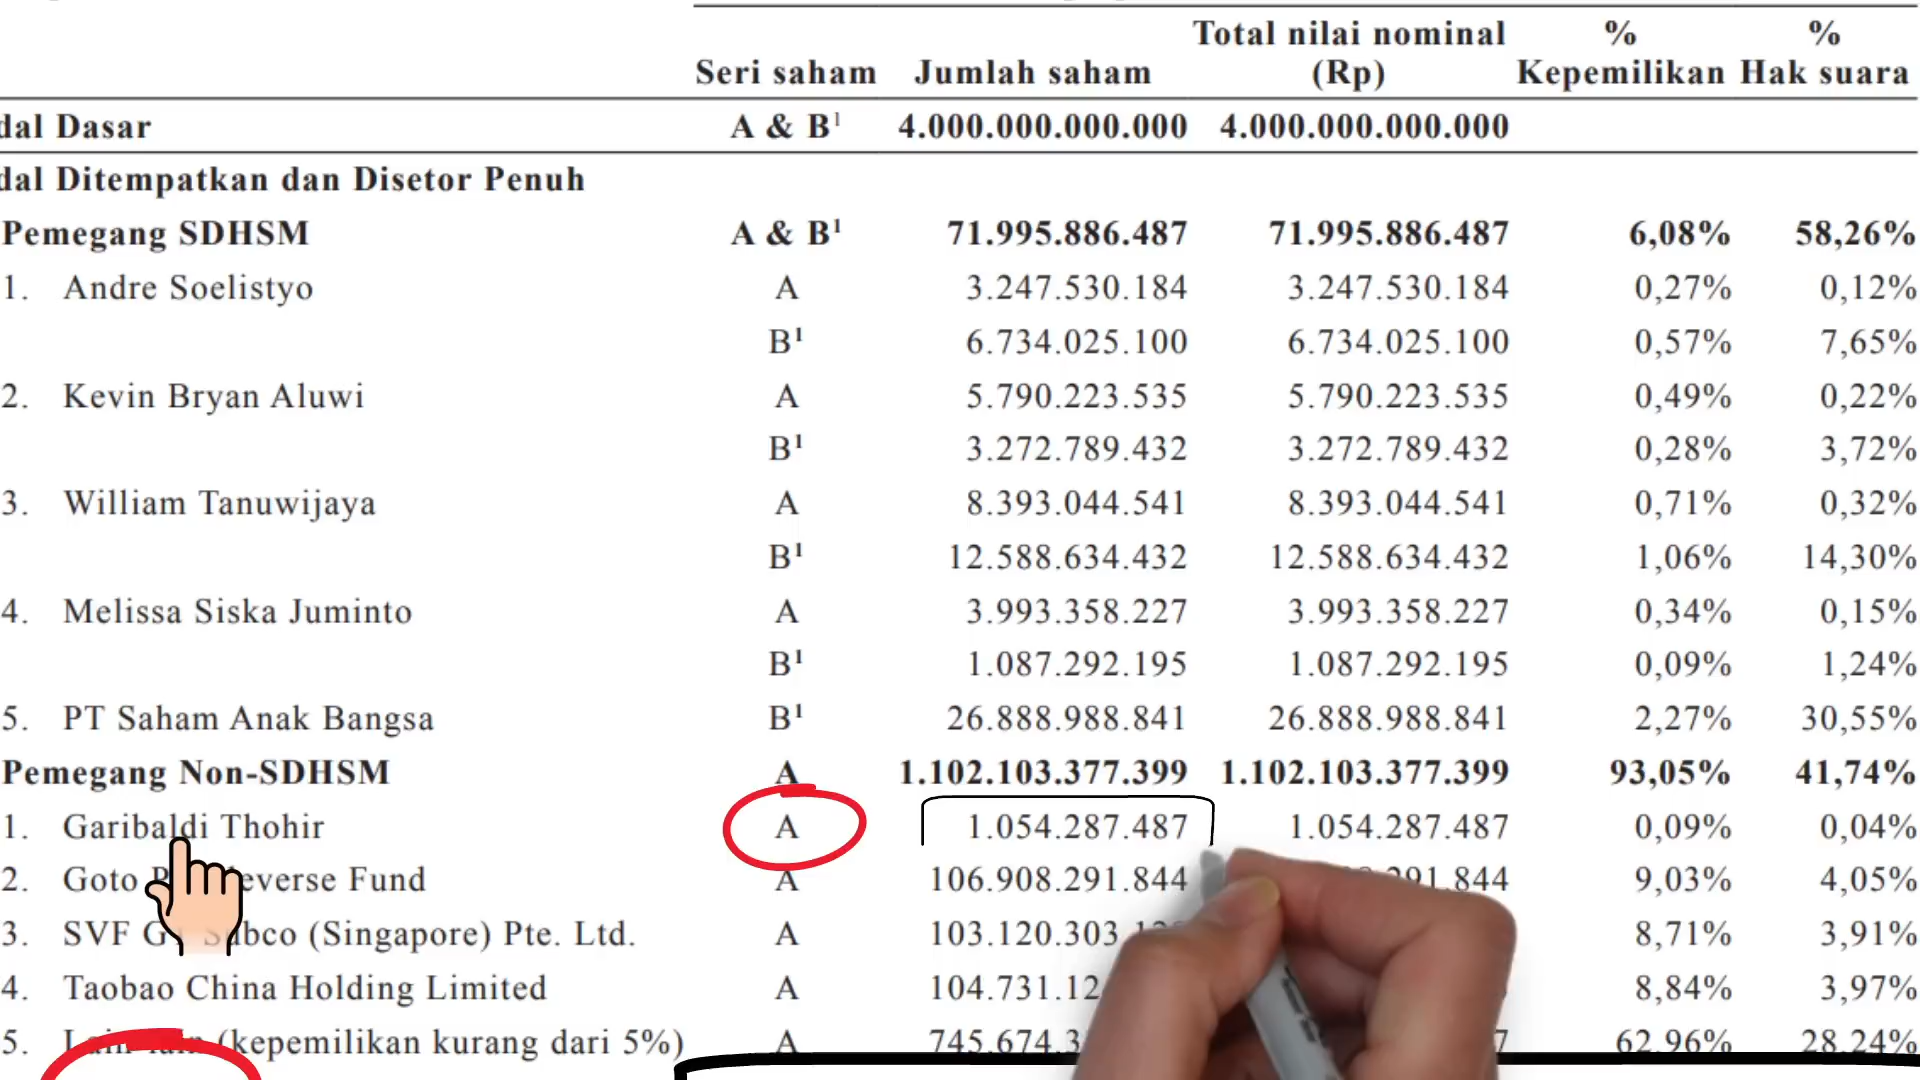 Total nilai nominal % %
Seri saham Jumlah saham (Rp) Kepemilikan Hak suara
dal Dasar A & B¹ 4.000.000.000.000 4.000.000.000.000
dal Ditempatkan dan Disetor Penuh
Pemegang SDHSM A & B¹ 71.995.886.487 71.995.886.487 6,08% 58,26%
1. Andre Soelistyo A 3.247.530.184 3.247.530.184 0,27% 0,12%
B¹ 6.734.025.100 6.734.025.100 0,57% 7,65%
2. Kevin Bryan Aluwi A 5.790.223.535 5.790.223.535 0,49% 0,22%
B¹ 3.272.789.432 3.272.789.432 0,28% 3,72%
3. William Tanuwijaya A 8.393.044.541 8.393.044.541 0,71% 0,32%
B¹ 12.588.634.432 12.588.634.432 1,06% 14,30%
4. Melissa Siska Juminto A 3.993.358.227 3.993.358.227 0,34% 0,15%
B¹ 1.087.292.195 1.087.292.195 0,09% 1,24%
5. PT Saham Anak Bangsa B¹ 26.888.988.841 26.888.988.841 2,27% 30,55%
Pemegang Non-SDHSM A 1.102.103.377.399 1.102.103.377.399 93,05% 41,74%
1. Garibaldi Thohir A 1.054.287.487 1.054.287.487 0,09% 0,04%
2. Goto Fund A 106.908.291.844 9,03% 4,05%
3. SVF Subco (Singapore) Pte. Ltd. A 8,71% 3,91%
4. Taobao China Holding Limited A 8,84% 3,97%
5. Lain-lain (kepemilikan kurang dari 5%) A 62,96% 28,24%